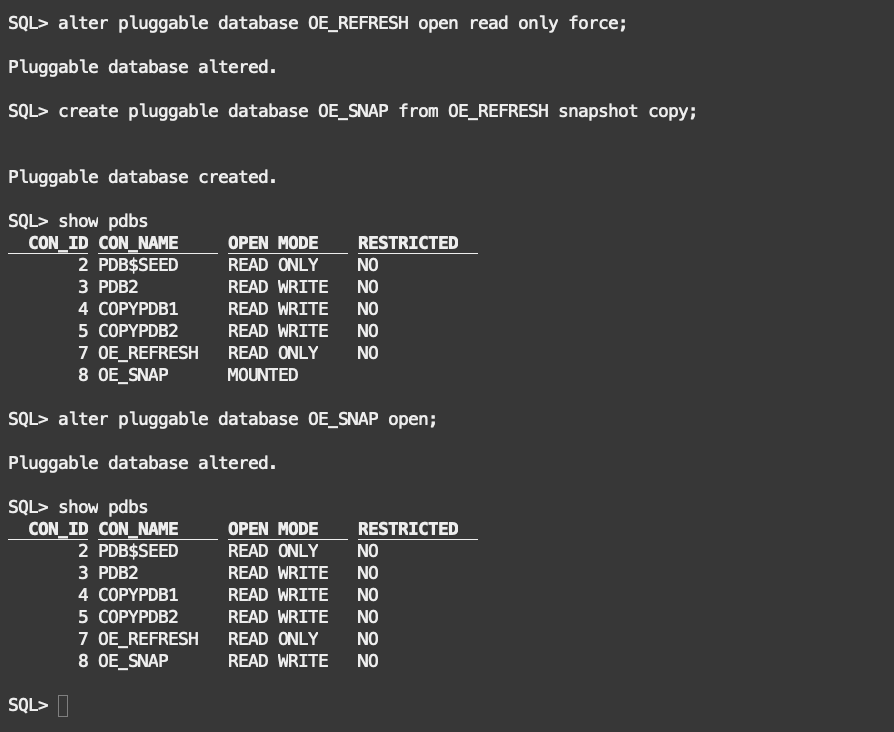 SQL> alter pluggable database OE_REFRESH open read only force;
Pluggable database altered.
SQL> create pluggable database OE_SNAP from OE_REFRESH snapshot copy;
Pluggable database created.
SQL> show pdbs
CON_ID CON_NAME OPEN MODE RESTRICTED
2 PDB$SEED READ ONLY NO
3 PDB2 READ WRITE NO
4 COPYPDB1 READ WRITE NO
5 COPYPDB2 READ WRITE NO
7 OE_REFRESH READ ONLY NO
8 OE_SNAP MOUNTED
SQL> alter pluggable database OE_SNAP open;
Pluggable database altered.
SQL> show pdbs
CON_ID CON_NAME OPEN MODE RESTRICTED
2 PDB$SEED READ ONLY NO
3 PDB2 READ WRITE NO
4 COPYPDB1 READ WRITE NO
5 COPYPDB2 READ WRITE NO
7 OE_REFRESH READ ONLY NO
8 OE_SNAP READ WRITE NO
SQL>